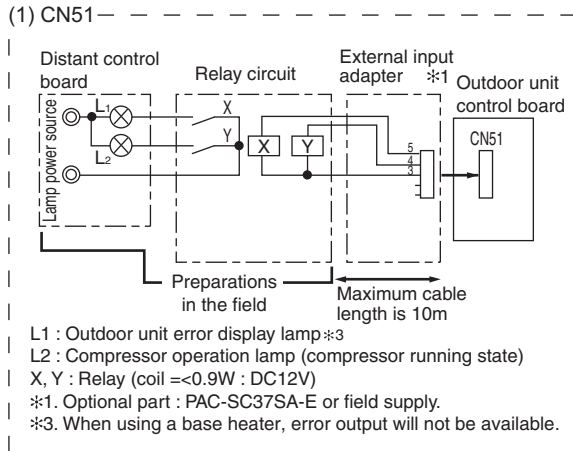 (1) CN51
Distant control
board
Relay circuit
External input
adapter ※1
Outdoor unit
control board
Lamp power source
L1
L2
X
Y
X
Y
5
4
3
CN51
Preparations
in the field
Maximum cable
length is 10m
L1 : Outdoor unit error display lamp※3
L2 : Compressor operation lamp (compressor running state)
X, Y : Relay (coil =<0.9W : DC12V)
※1. Optional part : PAC-SC37SA-E or field supply.
※3. When using a base heater, error output will not be available.